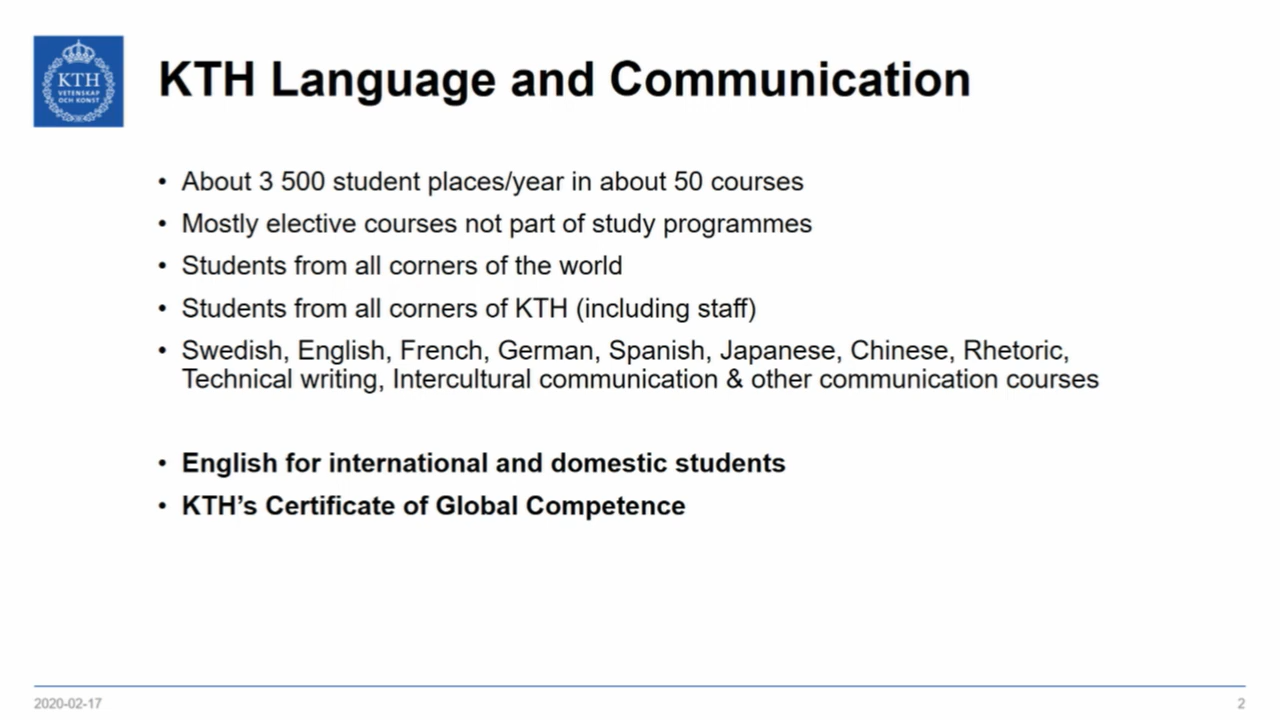 KTH
VETENSKAP
OCH KONST
KTH Language and Communication
• About 3 500 student places/year in about 50 courses
• Mostly elective courses not part of study programmes
• Students from all corners of the world
• Students from all corners of KTH (including staff)
• Swedish, English, French, German, Spanish, Japanese, Chinese, Rhetoric,
Technical writing, Intercultural communication & other communication courses
• English for international and domestic students
• KTH’s Certificate of Global Competence
2020-02-17
2